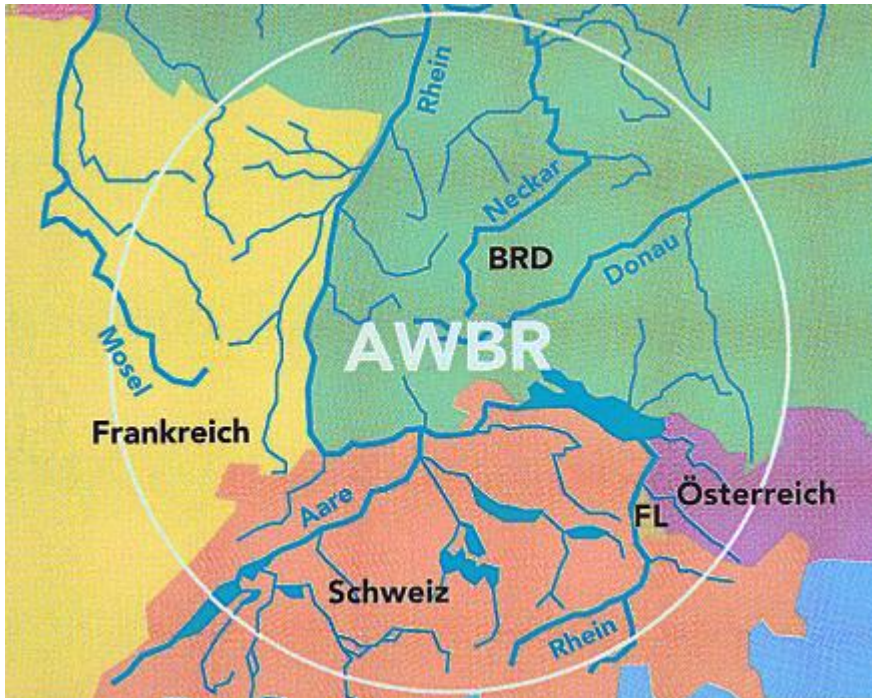 Rhein
Neckar
BRD
Donau
AWBR
Mosel
Frankreich
Österreich
Aare
FL
Schweiz
Rhein